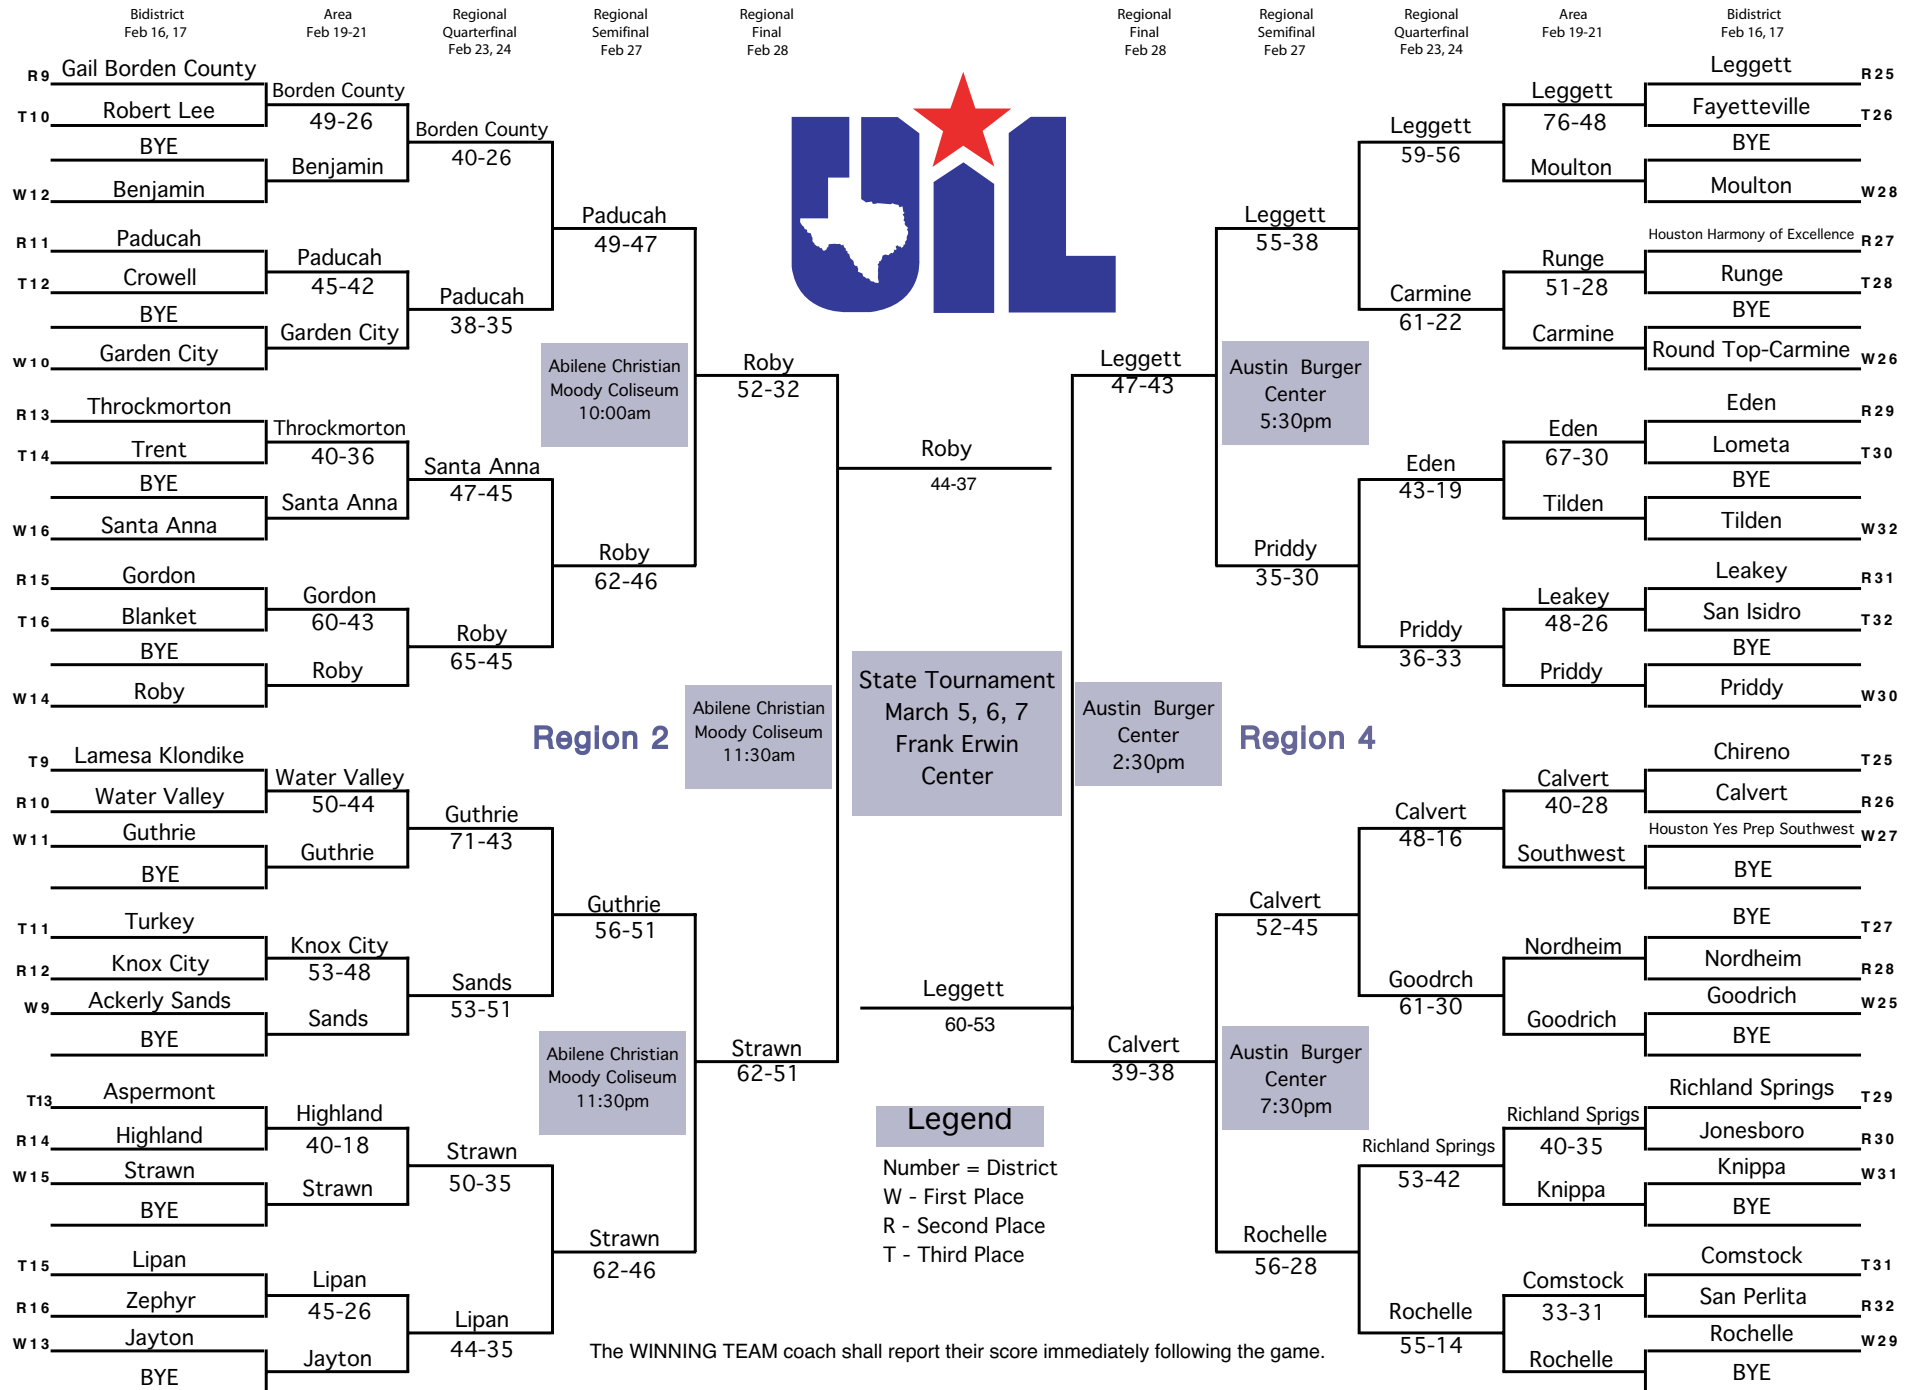 Bidistrict
Feb 16, 17
Area
Feb 19-21
Regional
Quarterfinal
Feb 23, 24
Regional
Semifinal
Feb 27
Regional
Final
Feb 28
Regional
Final
Feb 28
Regional
Semifinal
Feb 27
Regional
Quarterfinal
Feb 23, 24
Area
Feb 19-21
Bidistrict
Feb 16, 17
R9 Gail Borden County
T10 Robert Lee
BYE
W12 Benjamin
R11 Paducah
T12 Crowell
BYE
W10 Garden City
R13 Throckmorton
T14 Trent
BYE
W16 Santa Anna
R15 Gordon
T16 Blanket
BYE
W14 Roby
T9 Lamesa Klondike
R10 Water Valley
W11 Guthrie
BYE
T11 Turkey
R12 Knox City
W9 Ackerly Sands
BYE
T13 Aspermont
R14 Highland
W15 Strawn
BYE
T15 Lipan
R16 Zephyr
W13 Jayton
BYE
Borden County
49-26
Benjamin
Paducah
45-42
Garden City
Throckmorton
40-36
Santa Anna
Gordon
60-43
Roby
Water Valley
50-44
Guthrie
Knox City
53-48
Sands
Highland
40-18
Strawn
Lipan
45-26
Jayton
Borden County
40-26
Paducah
38-35
Santa Anna
47-45
Roby
65-45
Guthrie
71-43
Sands
53-51
Strawn
50-35
Lipan
44-35
Paducah
49-47
Abilene Christian
Moody Coliseum
10:00am
Roby
62-46
Region 2
Guthrie
56-51
Abilene Christian
Moody Coliseum
11:30pm
Strawn
62-46
Roby
52-32
Abilene Christian
Moody Coliseum
11:30am
Strawn
62-51
UIL
Roby
44-37
State Tournament
March 5, 6, 7
Frank Erwin
Center
Leggett
60-53
Legend
Number = District
W - First Place
R - Second Place
T - Third Place
The WINNING TEAM coach shall report their score immediately following the game.
Leggett
47-43
Austin Burger
Center
2:30pm
Calvert
39-38
Leggett
55-38
Austin Burger
Center
5:30pm
Priddy
35-30
Region 4
Calvert
52-45
Austin Burger
Center
7:30pm
Rochelle
56-28
Leggett
59-56
Carmine
61-22
Eden
43-19
Priddy
36-33
Calvert
48-16
Goodrch
61-30
Richland Springs
53-42
Rochelle
55-14
Leggett
76-48
Moulton
Runge
51-28
Carmine
Eden
67-30
Tilden
Leakey
48-26
Priddy
Calvert
40-28
Southwest
Nordheim
Goodrich
Richland Sprigs
40-35
Knippa
Comstock
33-31
Rochelle
Leggett R25
Fayetteville T26
BYE
Moulton W28
Houston Harmony of Excellence R27
Runge T28
BYE
Round Top-Carmine W26
Eden R29
Lometa T30
BYE
Tilden W32
Leakey R31
San Isidro T32
BYE
Priddy W30
Chireno T25
Calvert R26
Houston Yes Prep Southwest W27
BYE
BYE T27
Nordheim R28
Goodrich W25
BYE
Richland Springs T29
Jonesboro R30
Knippa W31
BYE
Comstock T31
San Perlita R32
Rochelle W29
BYE